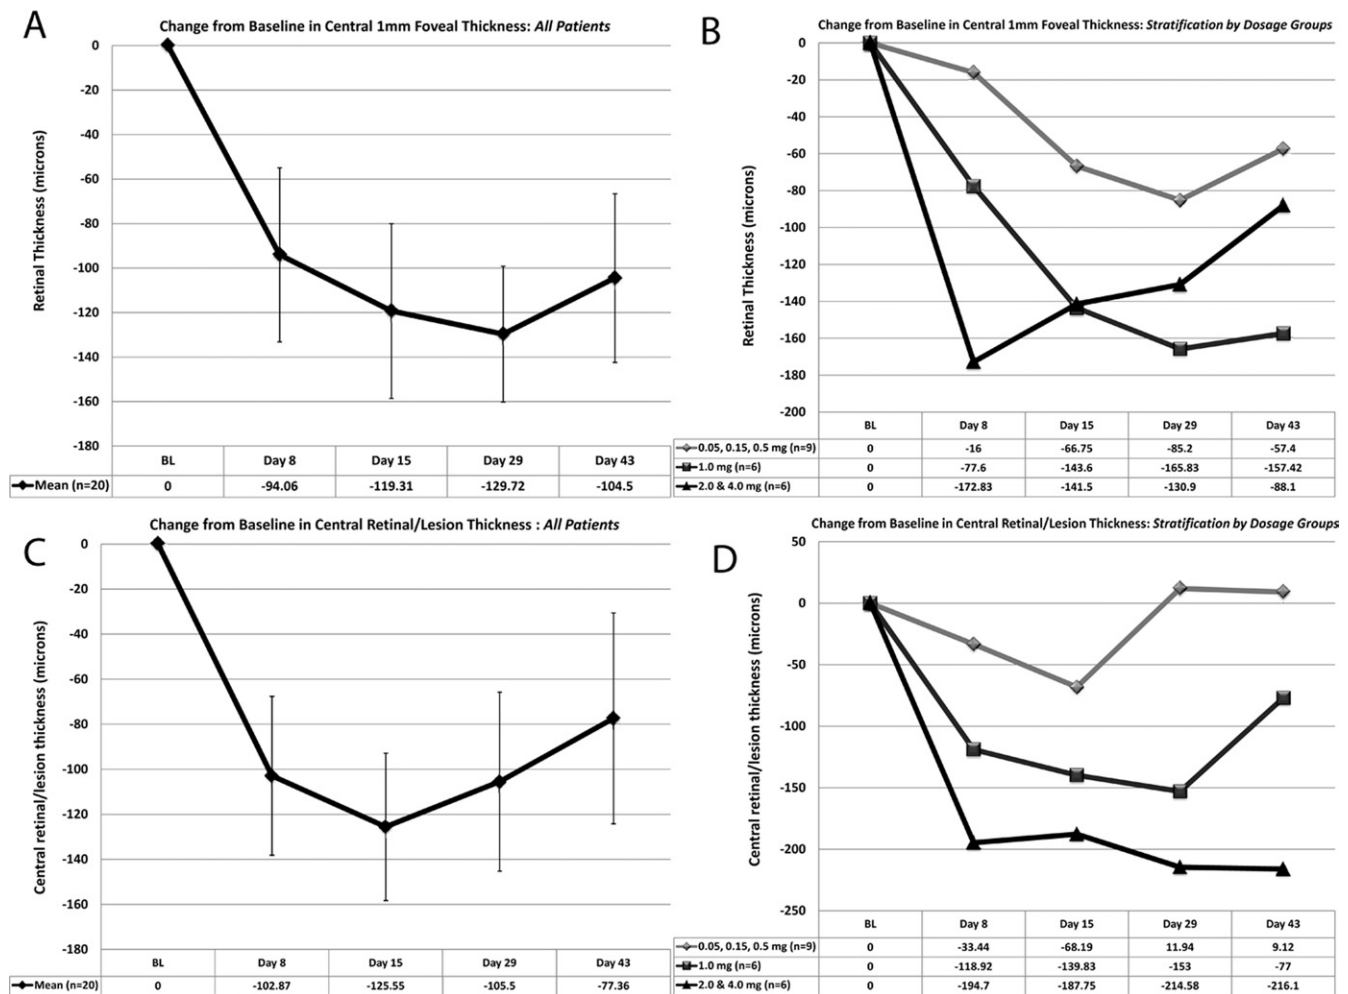 A
Change from Baseline in Central 1mm Foveal Thickness: All Patients
Retinal Thickness (microns)
0
-20
-40
-60
-80
-100
-120
-140
-160
-180
BL Day 8 Day 15 Day 29 Day 43
Mean (n=20) 0 -94.06 -119.31 -129.72 -104.5
B
Change from Baseline in Central 1mm Foveal Thickness: Stratification by Dosage Groups
Retinal Thickness (microns)
0
-20
-40
-60
-80
-100
-120
-140
-160
-180
-200
BL Day 8 Day 15 Day 29 Day 43
0.05, 0.15, 0.5 mg (n=9) 0 -16 -66.75 -85.2 -57.4
1.0 mg (n=6) 0 -77.6 -143.6 -165.83 -157.42
2.0 & 4.0 mg (n=6) 0 -172.83 -141.5 -130.9 -88.1
C
Change from Baseline in Central Retinal/Lesion Thickness : All Patients
Central retinal/lesion thickness (microns)
0
-20
-40
-60
-80
-100
-120
-140
-160
-180
BL Day 8 Day 15 Day 29 Day 43
Mean (n=20) 0 -102.87 -125.55 -105.5 -77.36
D
Change from Baseline in Central Retinal/Lesion Thickness: Stratification by Dosage Groups
Central retinal/lesion thickness (microns)
50
0
-50
-100
-150
-200
-250
BL Day 8 Day 15 Day 29 Day 43
0.05, 0.15, 0.5 mg (n=9) 0 -33.44 -68.19 11.94 9.12
1.0 mg (n=6) 0 -118.92 -139.83 -153 -77
2.0 & 4.0 mg (n=6) 0 -194.7 -187.75 -214.58 -216.1